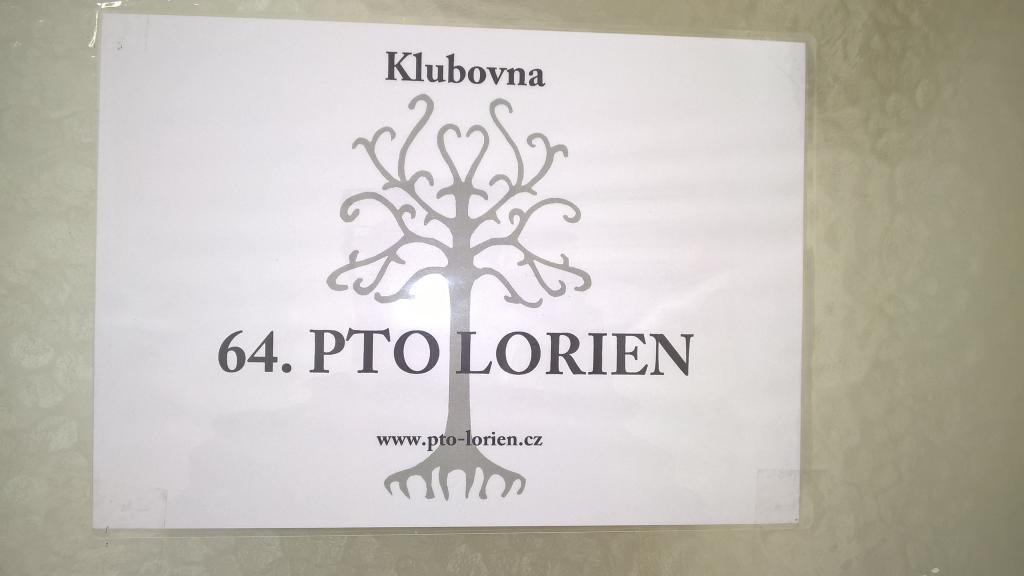 Klubovna
64. PTO LORIEN
www.pto-lorien.cz